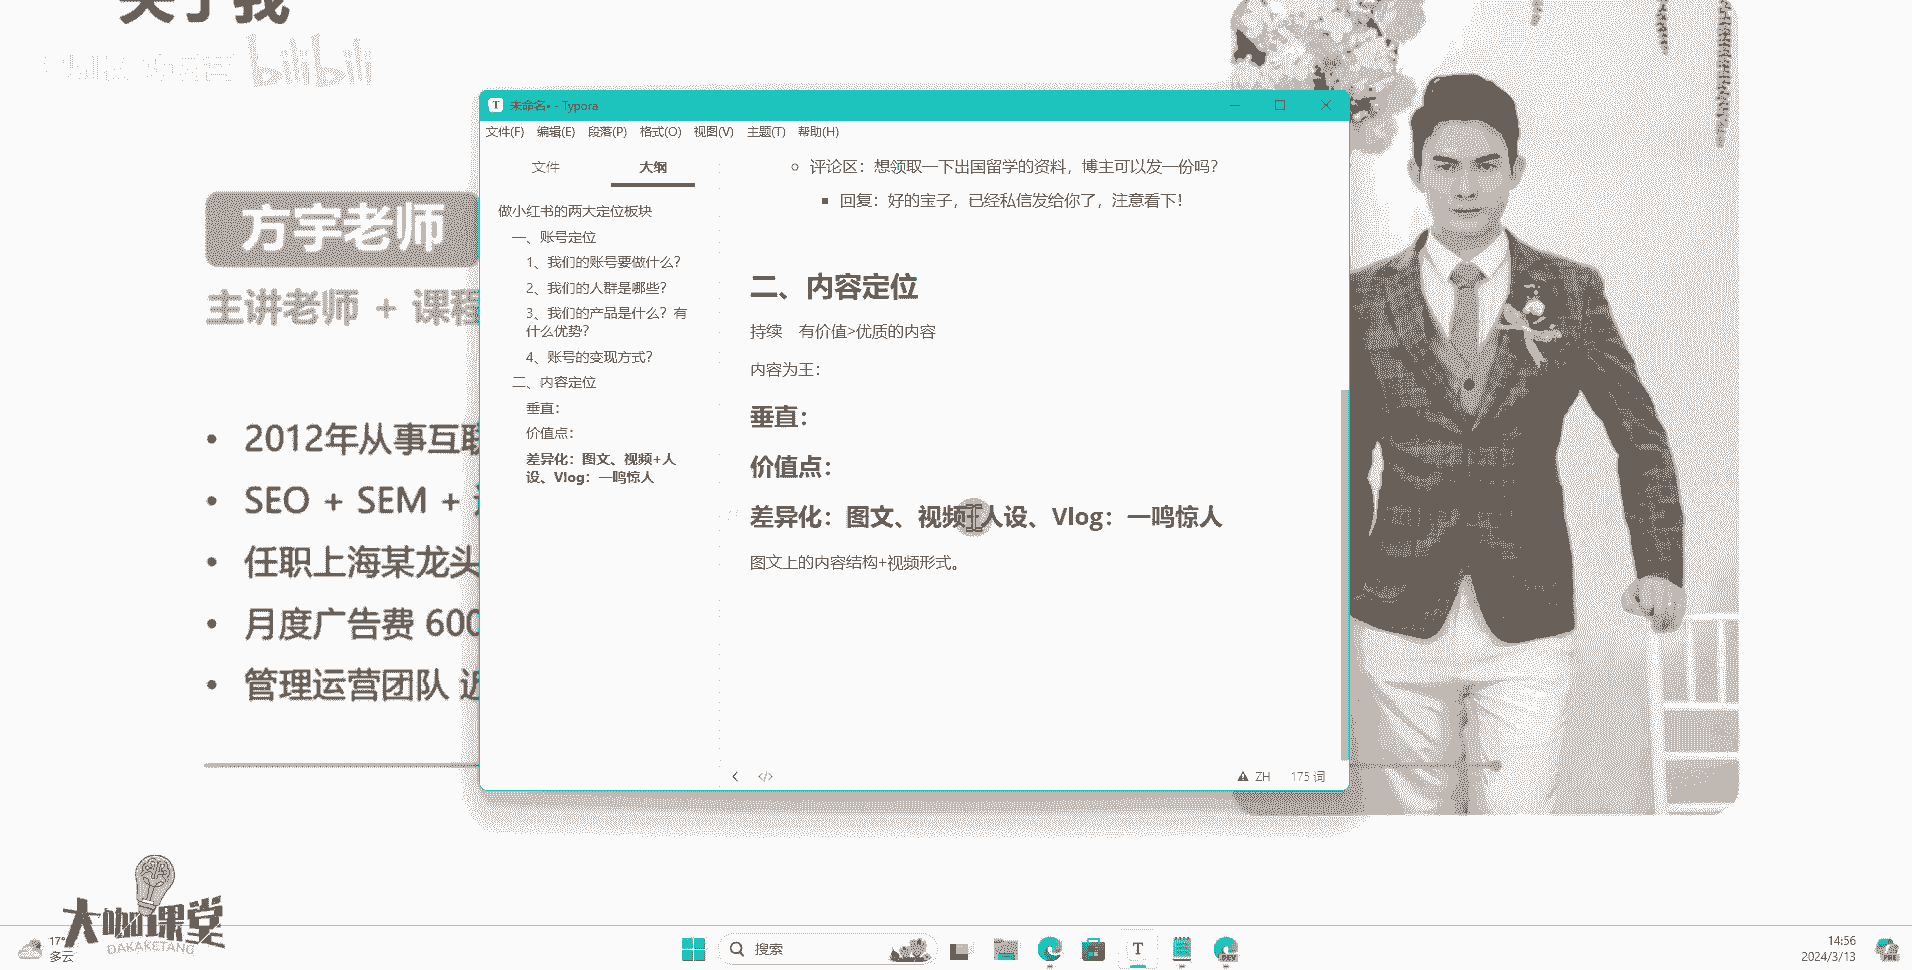 关于我
bilibili
方宇老师
主讲老师 + 课程
• 2012年从事互联
• SEO + SEM +
• 任职上海某龙头
• 月度广告费 600
• 管理运营团队 近
未命名• - Typora
文件(F) 编辑(E) 段落(P) 格式(O) 视图(V) 主题(T) 帮助(H)
文件 大纲
做小红书的两大定位板块
一、账号定位
1、我们的账号要做什么？
2、我们的人群是哪些？
3、我们的产品是什么？有
什么优势？
4、账号的变现方式？
二、内容定位
垂直：
价值点：
差异化：图文、视频+人
设、Vlog：一鸣惊人
评论区：想领取一下出国留学的资料，博主可以发一份吗？
回复：好的宝子，已经私信发给你了，注意看下！
二、内容定位
持续 有价值>优质的内容
内容为王：
垂直：
价值点：
差异化：图文、视频+人设、Vlog：一鸣惊人
图文上的内容结构+视频形式。
ZH 175 词
大咖课堂
DAKAKETANG
17°
多云
搜索
T
DEV
14:56
2024/3/13
PRE